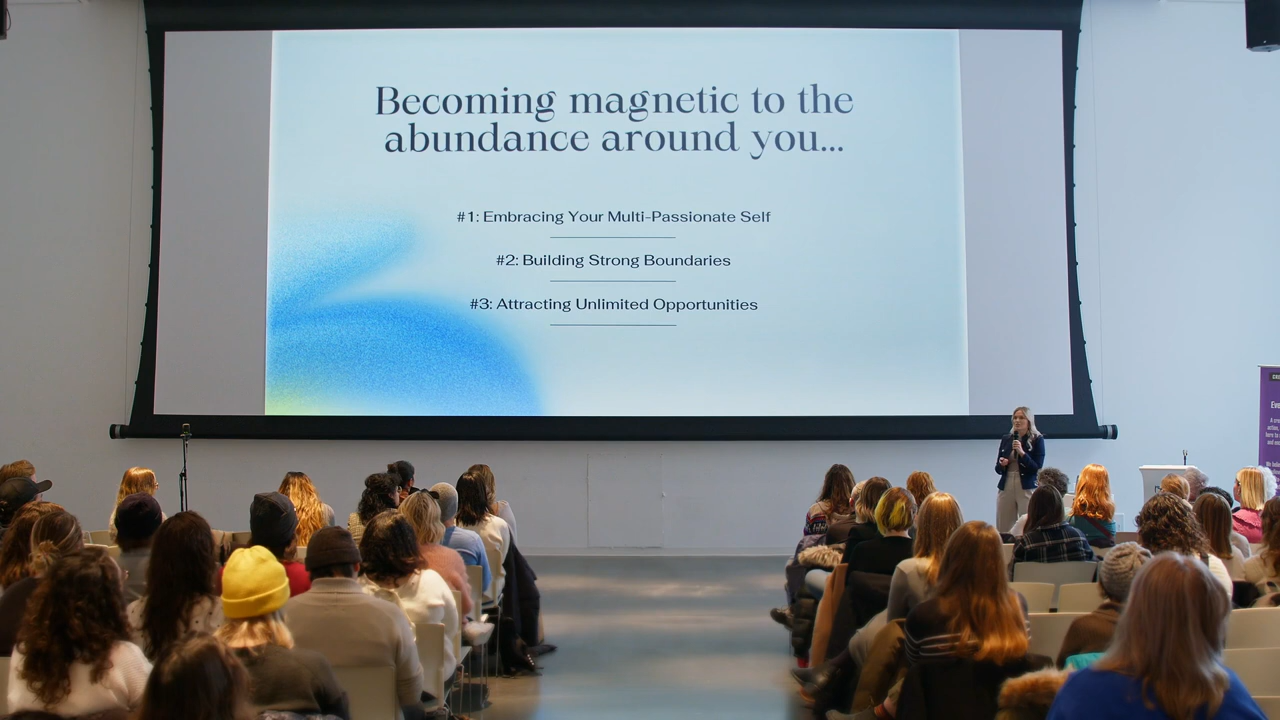 Becoming magnetic to the
abundance around you...
#1: Embracing Your Multi-Passionate Self
#2: Building Strong Boundaries
#3: Attracting Unlimited Opportunities